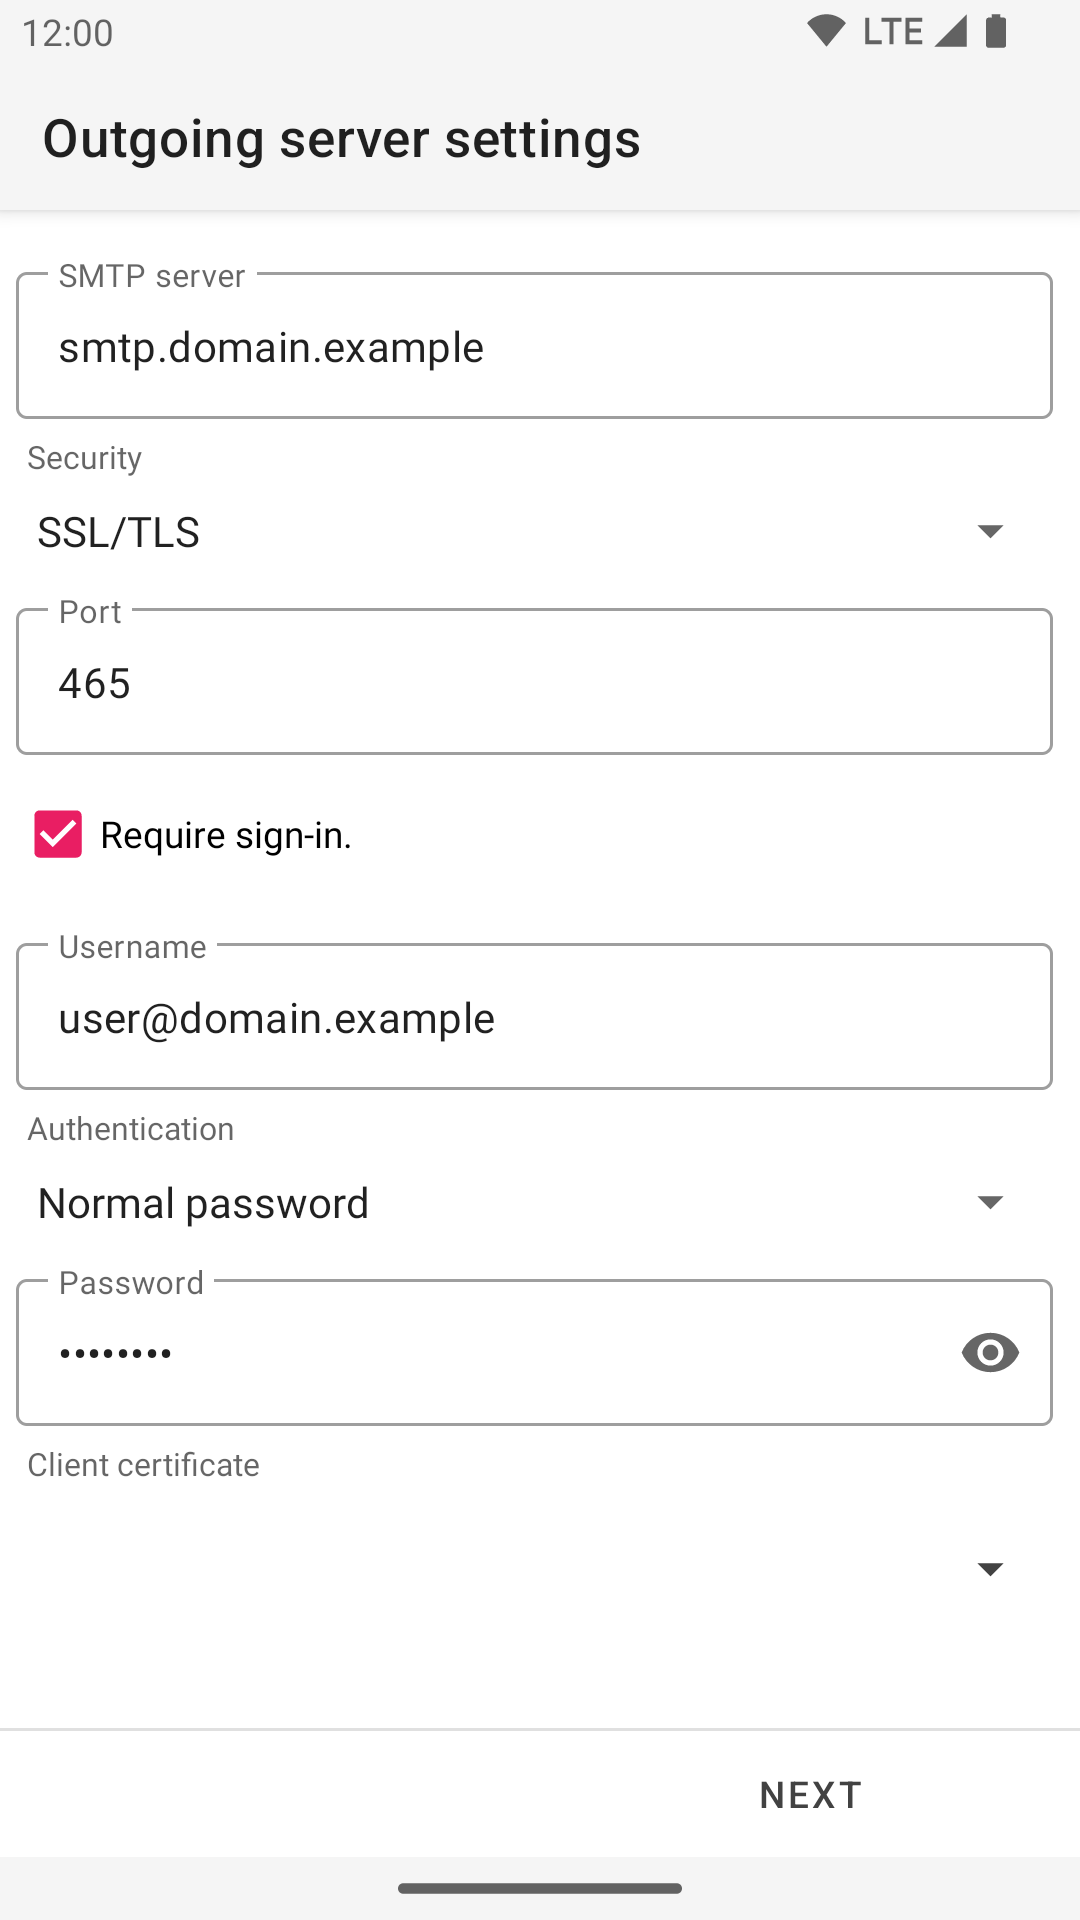 12:00 LTE
Outgoing server settings
SMTP server
smtp.domain.example
Security
SSL/TLS
Port
465
Require sign-in.
Username
user@domain.example
Authentication
Normal password
Password
••••••••
Client certificate
NEXT